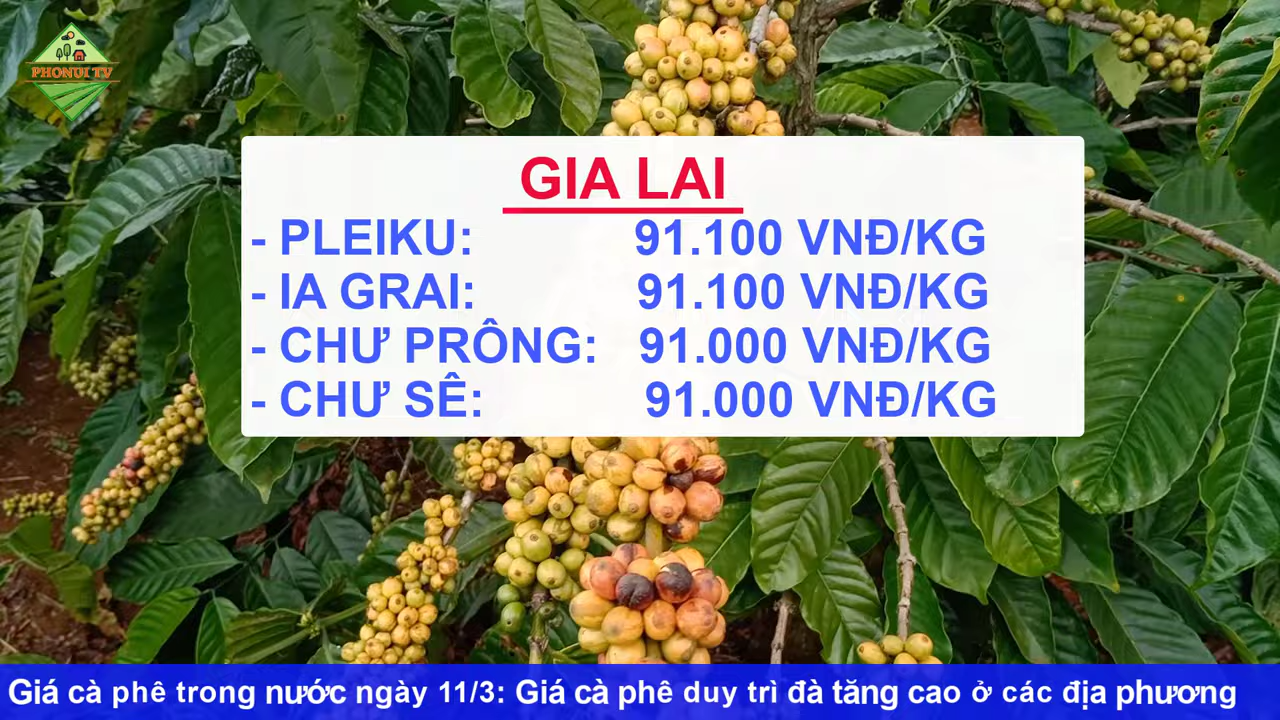 PHONUI TV
GIA LAI
- PLEIKU: 91.100 VNĐ/KG
- IA GRAI: 91.100 VNĐ/KG
- CHƯ PRÔNG: 91.000 VNĐ/KG
- CHƯ SÊ: 91.000 VNĐ/KG
Giá cà phê trong nước ngày 11/3: Giá cà phê duy trì đà tăng cao ở các địa phương